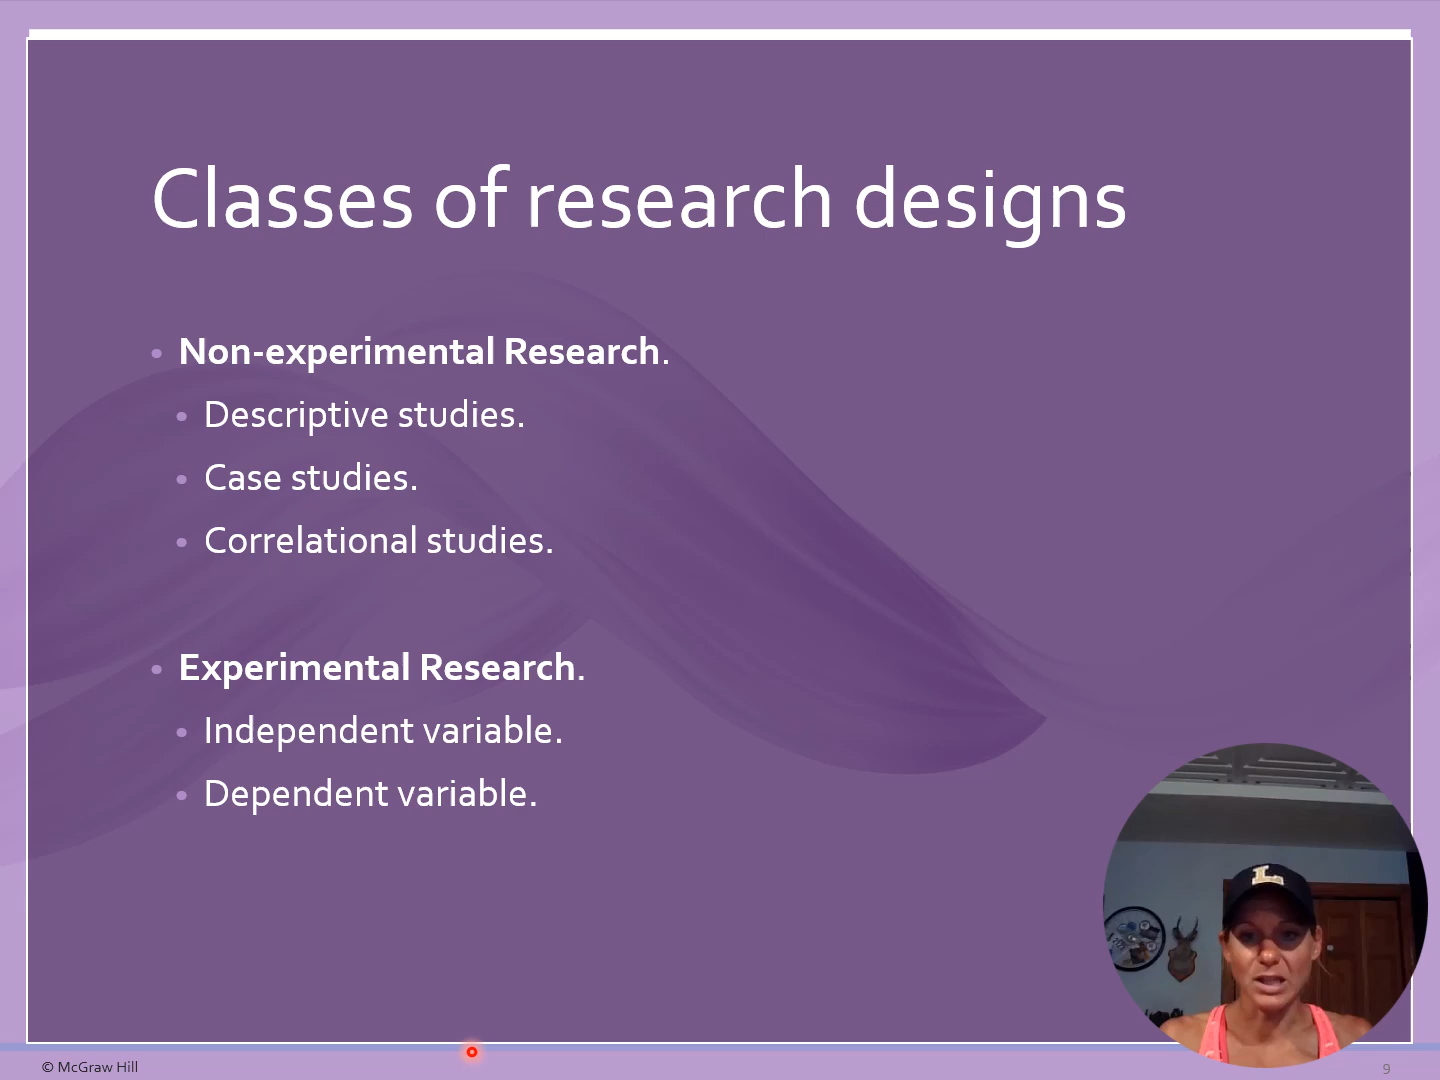 Classes of research designs
• Non-experimental Research.
• Descriptive studies.
• Case studies.
• Correlational studies.
• Experimental Research.
• Independent variable.
• Dependent variable.
L
© McGraw Hill
9